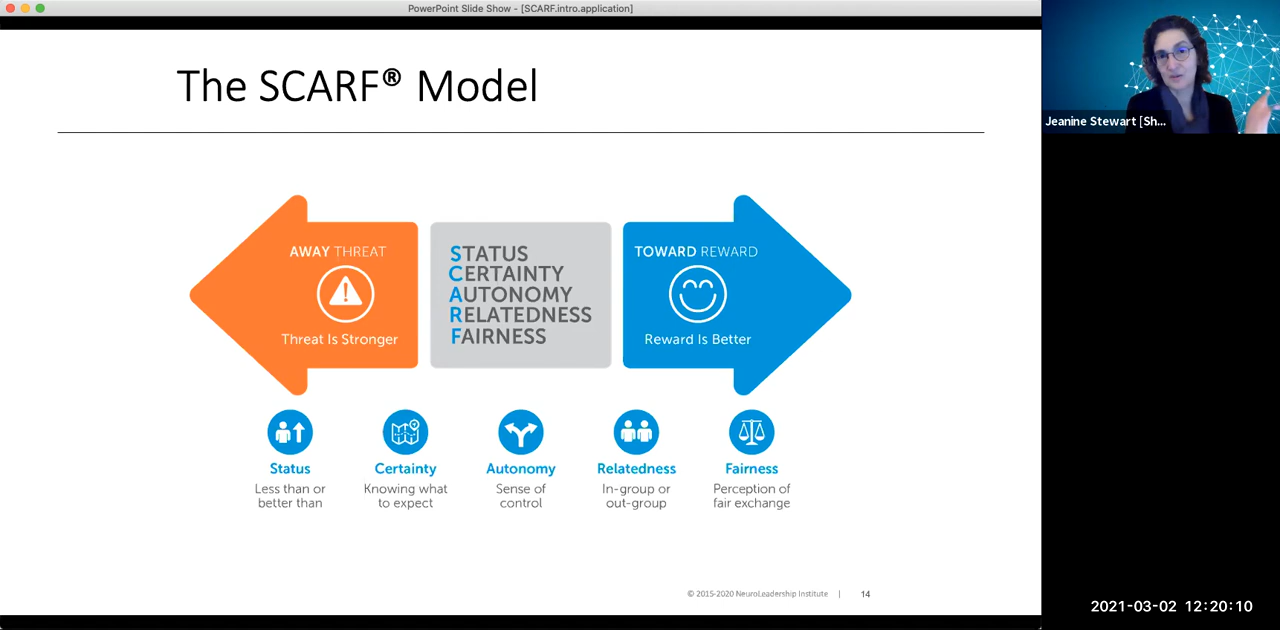 PowerPoint Slide Show - [SCARF.intro.application]
The SCARF® Model
AWAY THREAT
Threat Is Stronger
STATUS
CERTAINTY
AUTONOMY
RELATEDNESS
FAIRNESS
TOWARD REWARD
Reward Is Better
Status
Less than or
better than
Certainty
Knowing what
to expect
Autonomy
Sense of
control
Relatedness
In-group or
out-group
Fairness
Perception of
fair exchange
© 2015-2020 NeuroLeadership Institute | 14
Jeanine Stewart [Sh...
2021-03-02 12:20:10